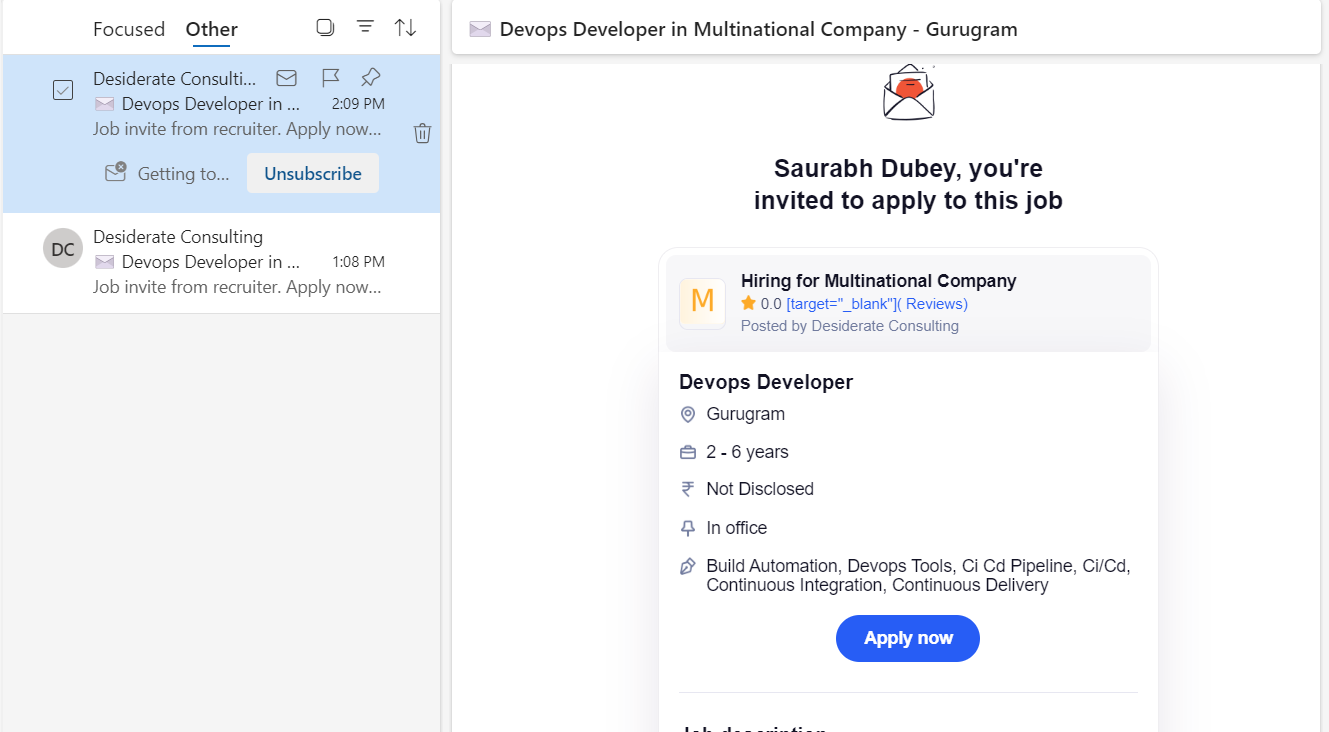 Focused Other
Desiderate Consulti...
Devops Developer in ... 2:09 PM
Job invite from recruiter. Apply now...
Getting to... Unsubscribe
DC
Desiderate Consulting
Devops Developer in ... 1:08 PM
Job invite from recruiter. Apply now...
Devops Developer in Multinational Company - Gurugram
Saurabh Dubey, you're
invited to apply to this job
M
Hiring for Multinational Company
0.0 [target="_blank"]( Reviews)
Posted by Desiderate Consulting
Devops Developer
Gurugram
2 - 6 years
₹ Not Disclosed
In office
Build Automation, Devops Tools, Ci Cd Pipeline, Ci/Cd,
Continuous Integration, Continuous Delivery
Apply now
Job description